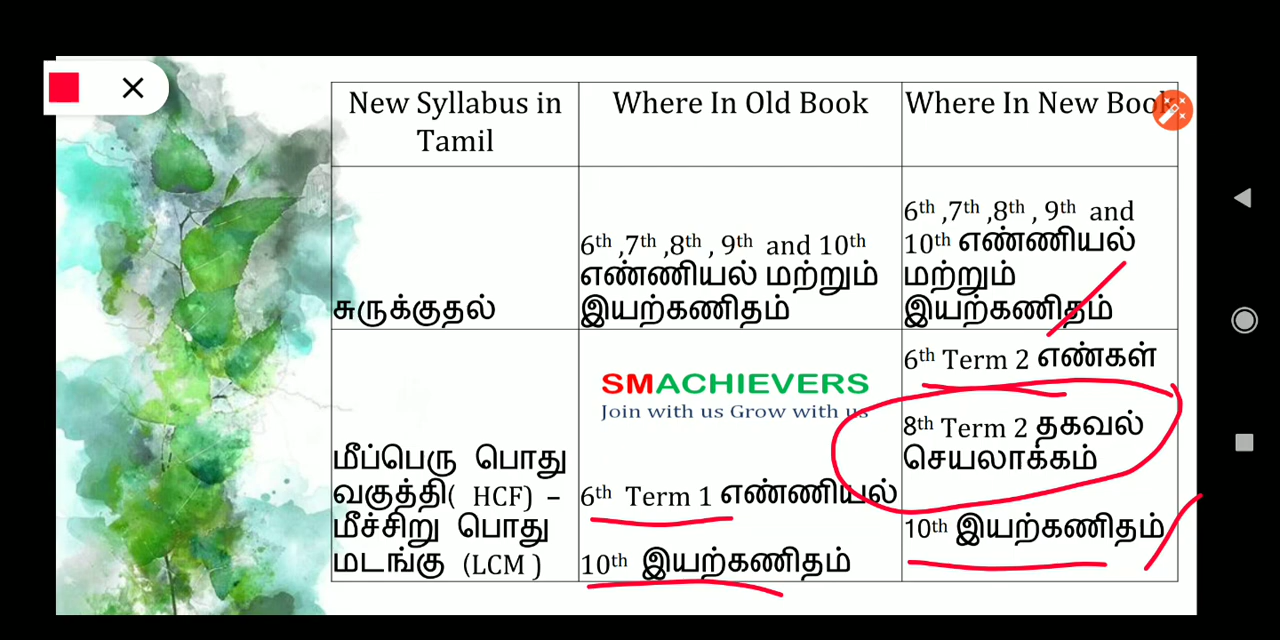 New Syllabus in
Tamil
Where In Old Book
Where In New Book
சுருக்குதல்
6th ,7th ,8th , 9th and 10th
எண்ணியல் மற்றும்
இயற்கணிதம்
6th ,7th ,8th , 9th and
10th எண்ணியல்
மற்றும்
இயற்கணிதம்
மீப்பெரு பொது
வகுத்தி( HCF) –
மீச்சிறு பொது
மடங்கு (LCM )
SMACHIEVERS
Join with us Grow with us
6th Term 1 எண்ணியல்
10th இயற்கணிதம்
6th Term 2 எண்கள்
8th Term 2 தகவல்
செயலாக்கம்
10th இயற்கணிதம்